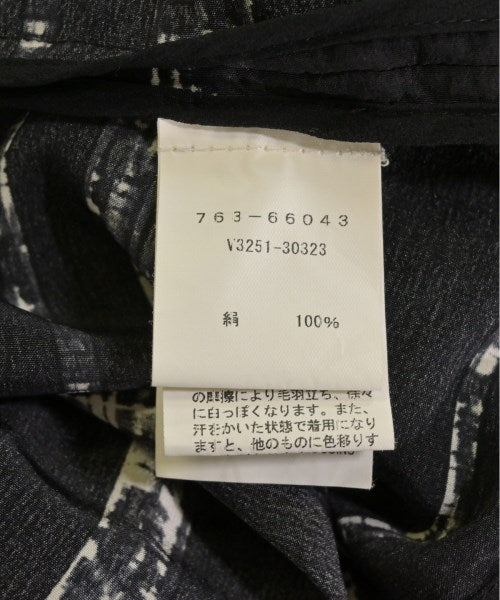 763-66043
V3251-30323
絹 100%
の摩擦により毛羽立ち、徐々
に白っぽくなります。また、
汗をかいた状態で着用になり
ますと、他のものに色移りす